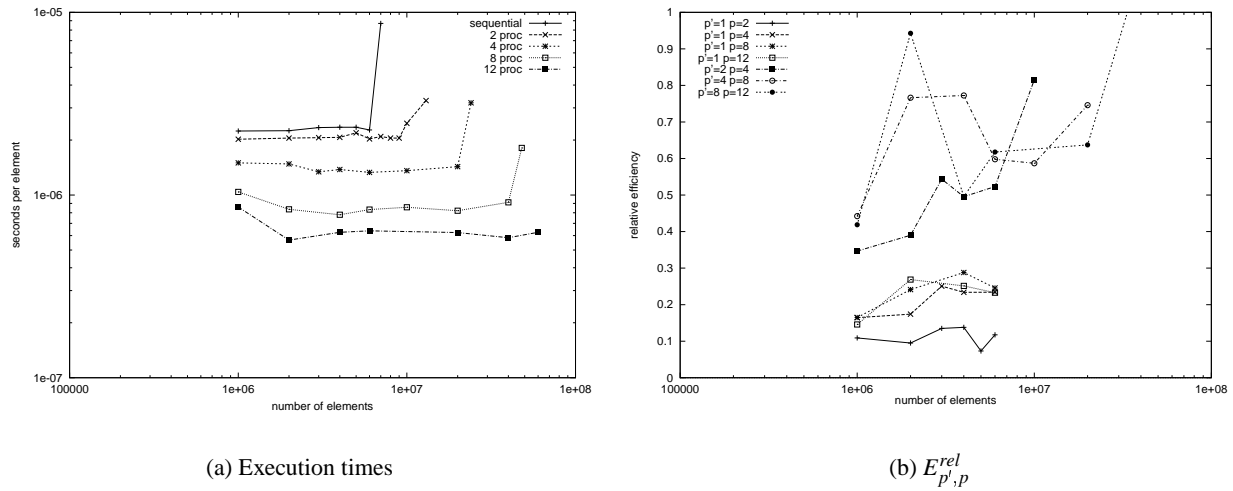 1e-05
1e-06
1e-07
seconds per element
100000
1e+06
1e+07
1e+08
number of elements
sequential
2 proc
4 proc
8 proc
12 proc
(a) Execution times
1
0.9
0.8
0.7
0.6
0.5
0.4
0.3
0.2
0.1
0
relative efficiency
100000
1e+06
1e+07
1e+08
number of elements
p'=1 p=2
p'=1 p=4
p'=1 p=8
p'=1 p=12
p'=2 p=4
p'=4 p=8
p'=8 p=12
(b) E^{rel}_{p',p}